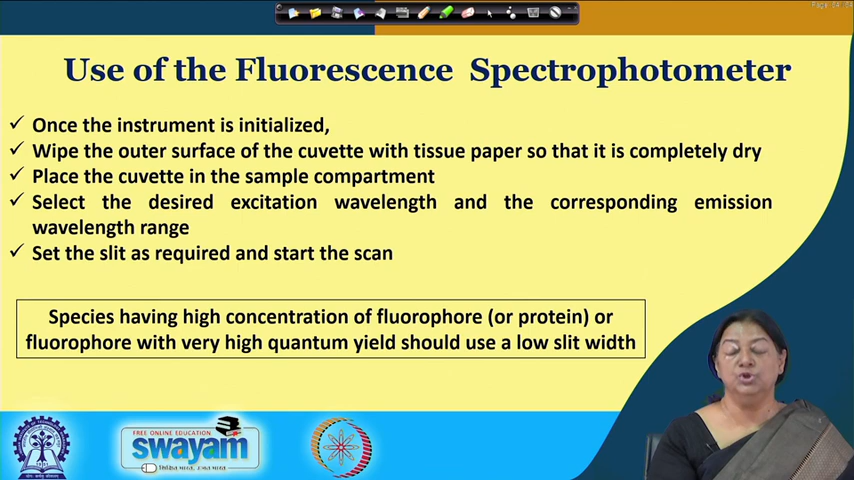 Use of the Fluorescence Spectrophotometer
✓ Once the instrument is initialized,
✓ Wipe the outer surface of the cuvette with tissue paper so that it is completely dry
✓ Place the cuvette in the sample compartment
✓ Select the desired excitation wavelength and the corresponding emission
wavelength range
✓ Set the slit as required and start the scan
Species having high concentration of fluorophore (or protein) or
fluorophore with very high quantum yield should use a low slit width
FREE ONLINE EDUCATION
swayam